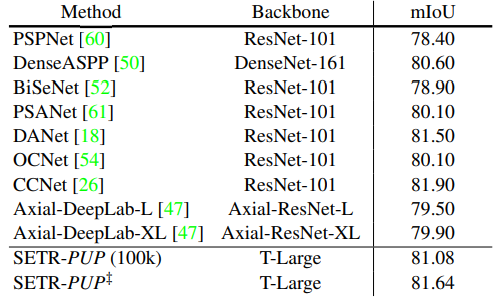 Method Backbone mIoU
PSPNet [60] ResNet-101 78.40
DenseASPP [50] DenseNet-161 80.60
BiSeNet [52] ResNet-101 78.90
PSANet [61] ResNet-101 80.10
DANet [18] ResNet-101 81.50
OCNet [54] ResNet-101 80.10
CCNet [26] ResNet-101 81.90
Axial-DeepLab-L [47] Axial-ResNet-L 79.50
Axial-DeepLab-XL [47] Axial-ResNet-XL 79.90
SETR-PUP (100k) T-Large 81.08
SETR-PUP‡ T-Large 81.64